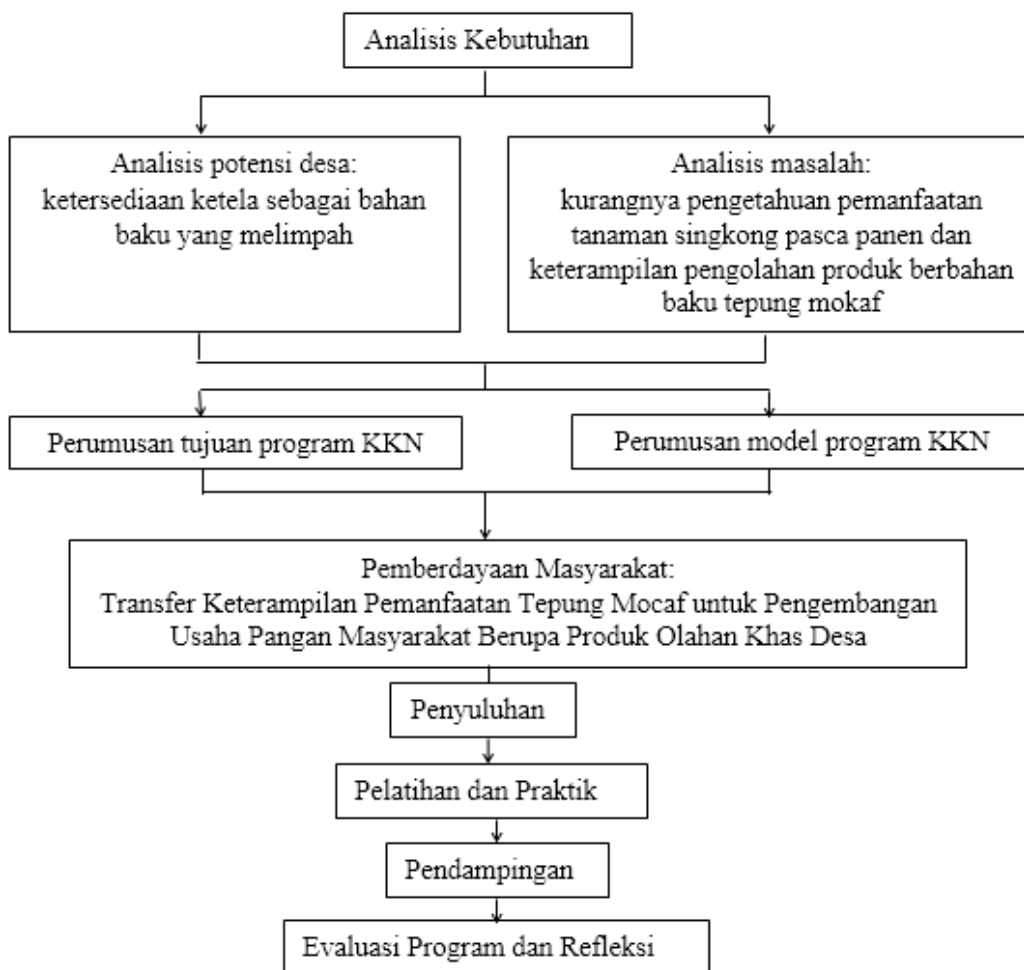 Analisis Kebutuhan
Analisis potensi desa:
ketersediaan ketela sebagai bahan
baku yang melimpah
Analisis masalah:
kurangnya pengetahuan pemanfaatan
tanaman singkong pasca panen dan
keterampilan pengolahan produk berbahan
baku tepung mokaf
Perumusan tujuan program KKN
Perumusan model program KKN
Pemberdayaan Masyarakat:
Transfer Keterampilan Pemanfaatan Tepung Mocaf untuk Pengembangan
Usaha Pangan Masyarakat Berupa Produk Olahan Khas Desa
Penyuluhan
Pelatihan dan Praktik
Pendampingan
Evaluasi Program dan Refleksi